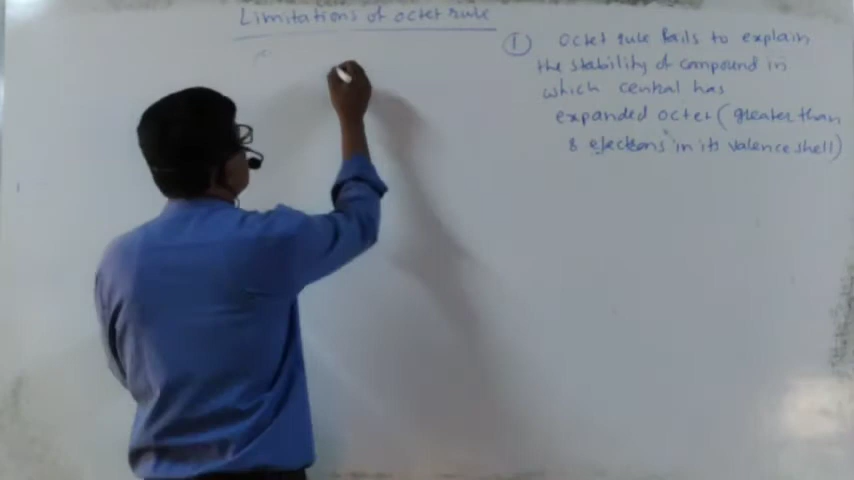 Limitations of octet rule
① octet rule fails to explain
the stability of compound in
which central has
expanded octet (greater than
8 electrons in its valence shell)